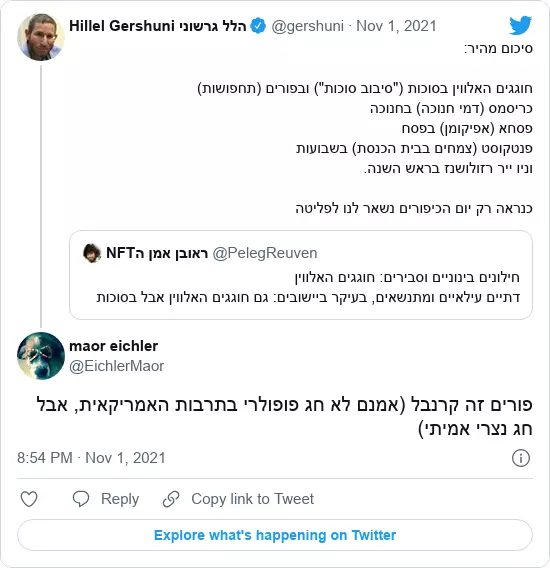 Hillel Gershuni הלל גרשוני @gershuni · Nov 1, 2021
סיכום מהיר:
חוגגים האלווין בסוכות ("סיבוב סוכות") ובפורים (תחפושות)
כריסמס (דמי חנוכה) בחנוכה
פסחא (אפיקומן) בפסח
פנטקוסט (צמחים בבית הכנסת) בשבועות
וניו ייר רזולושנז בראש השנה.
כנראה רק יום הכיפורים נשאר לנו לפליטה
ראובן אמן הNFT @PelegReuven
חילונים בינוניים וסבירים: חוגגים האלווין
דתיים עילאיים ומתנשאים, בעיקר ביישובים: גם חוגגים האלווין אבל בסוכות
maor eichler
@EichlerMaor
פורים זה קרנבל (אמנם לא חג פופולרי בתרבות האמריקאית, אבל
חג נצרי אמיתי)
8:54 PM · Nov 1, 2021
Reply Copy link to Tweet
Explore what's happening on Twitter